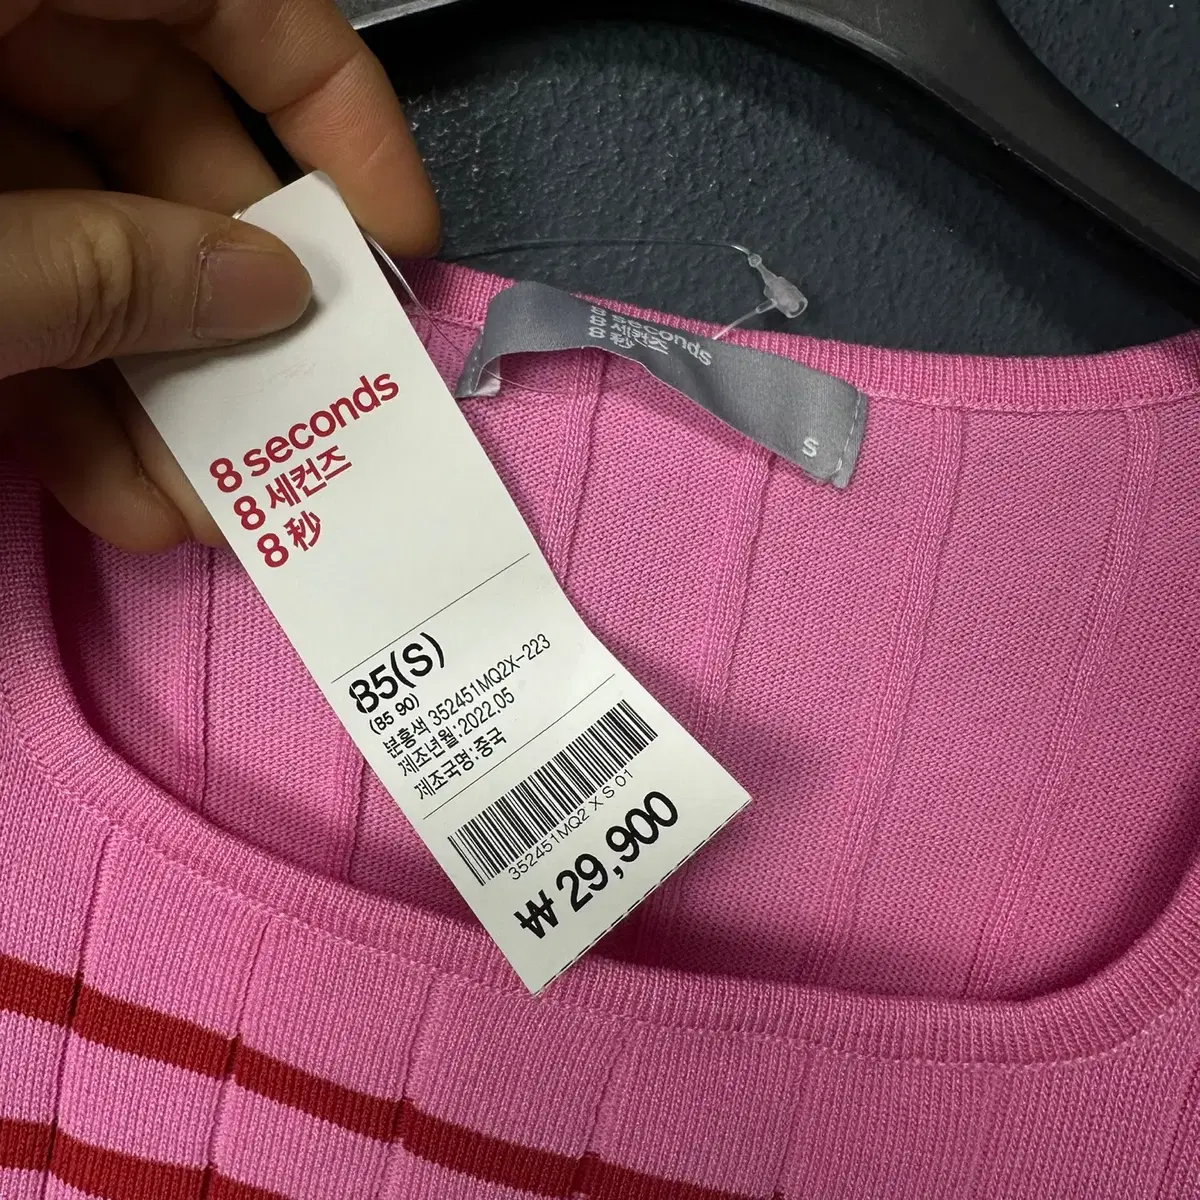 8 seconds
8 세컨즈
8 秒
85(S)
(85 90)
분홍색 352451MQ2X-223
제조년월:2022.05
제조국명:중국
352451MQ2 X S 01
₩ 29,900
8 seconds
8 세컨즈
8 秒
S